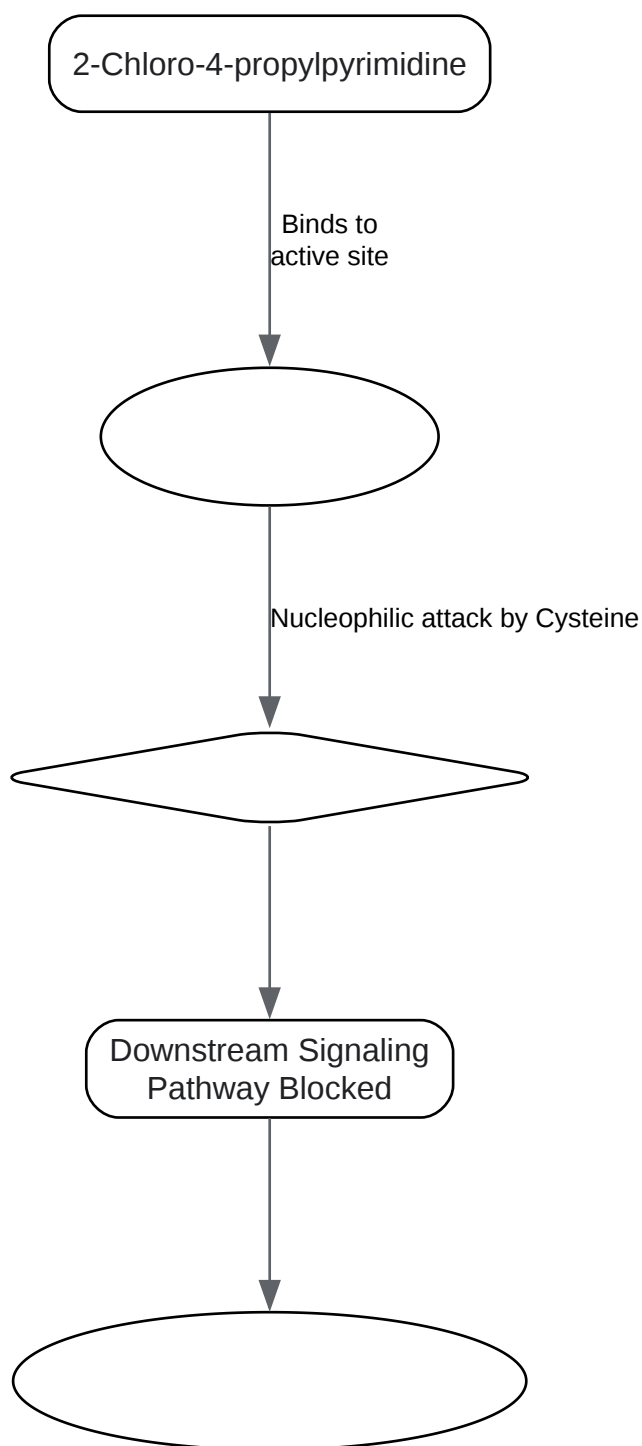 2-Chloro-4-propylpyrimidine
Binds to
active site
Nucleophilic attack by Cysteine
Downstream Signaling
Pathway Blocked